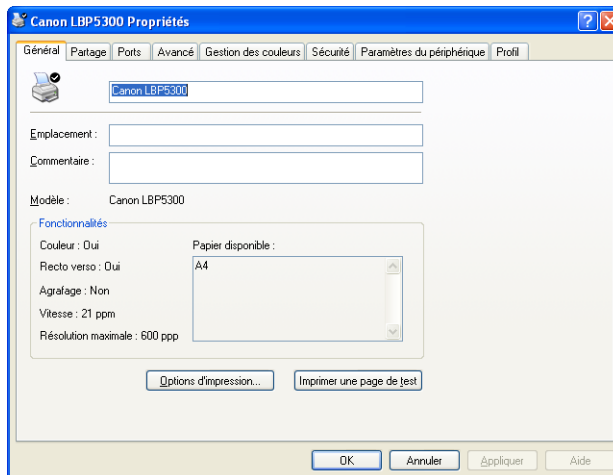 Canon LBP5300 Propriétés
Général Partage Ports Avancé Gestion des couleurs Sécurité Paramètres du périphérique Profil
Canon LBP5300
Emplacement :
Commentaire :
Modèle : Canon LBP5300
Fonctionnalités
Couleur : Oui Papier disponible :
Recto verso : Oui A4
Agrafage : Non
Vitesse : 21 ppm
Résolution maximale : 600 ppp
Options d'impression... Imprimer une page de test
OK Annuler Appliquer Aide